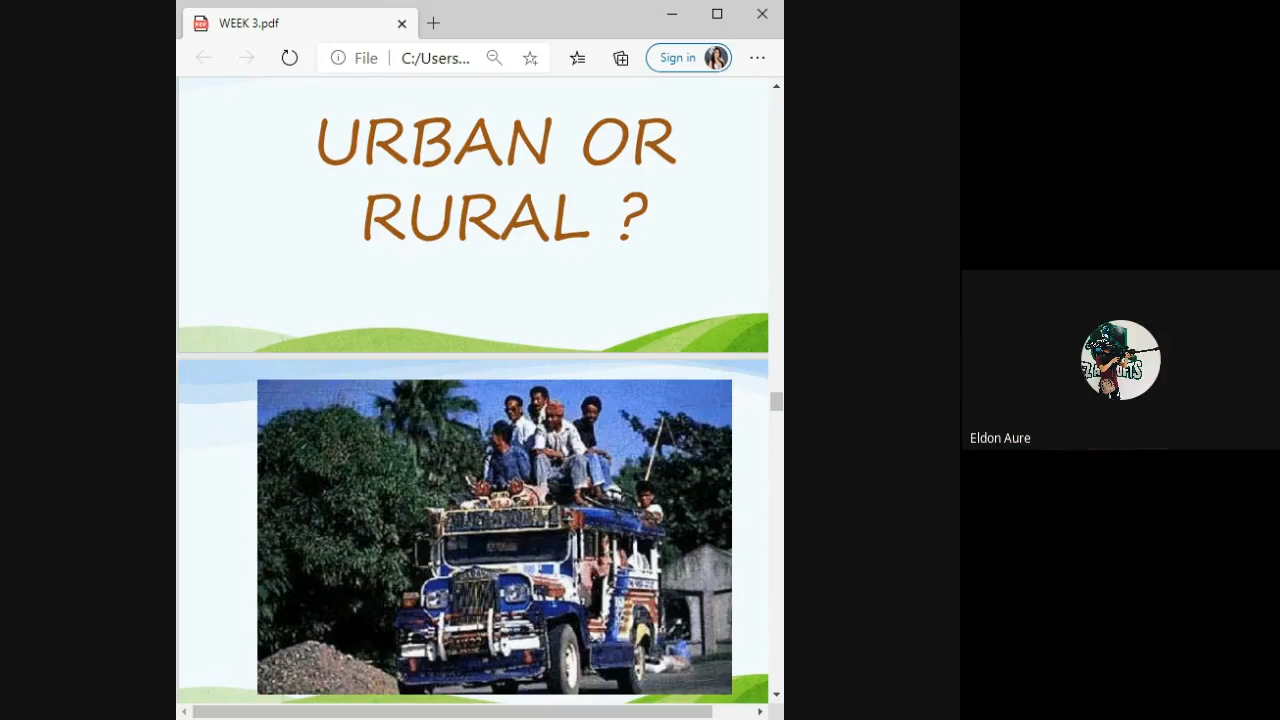 WEEK 3.pdf
File
C:/Users...
Sign in
URBAN OR
RURAL ?
Eldon Aure